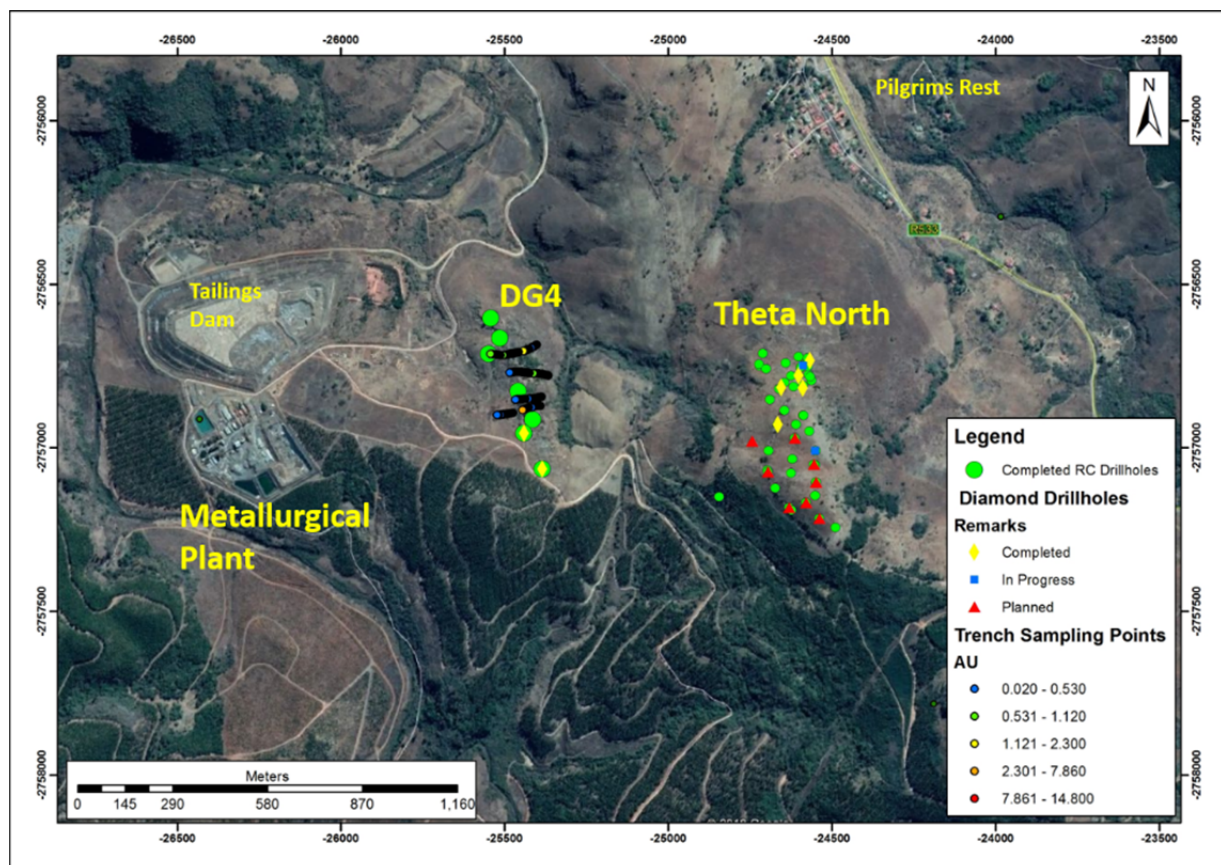 -26500 -26000 -25500 -25000 -24500 -24000 -23500
-2756000
-2756000
Pilgrims Rest
N
R533
-2756500
-2756500
Tailings
Dam
DG4
Theta North
-2757000
-2757000
Metallurgical
Plant
Legend
Completed RC Drillholes
Diamond Drillholes
Remarks
Completed
In Progress
Planned
Trench Sampling Points
AU
0.020 - 0.530
0.531 - 1.120
1.121 - 2.300
2.301 - 7.860
7.861 - 14.800
-2757500
-2757500
-2758000
-2758000
Meters
0 145 290 580 870 1,160
-26500 -26000 -25500 -25000 -24500 -24000 -23500